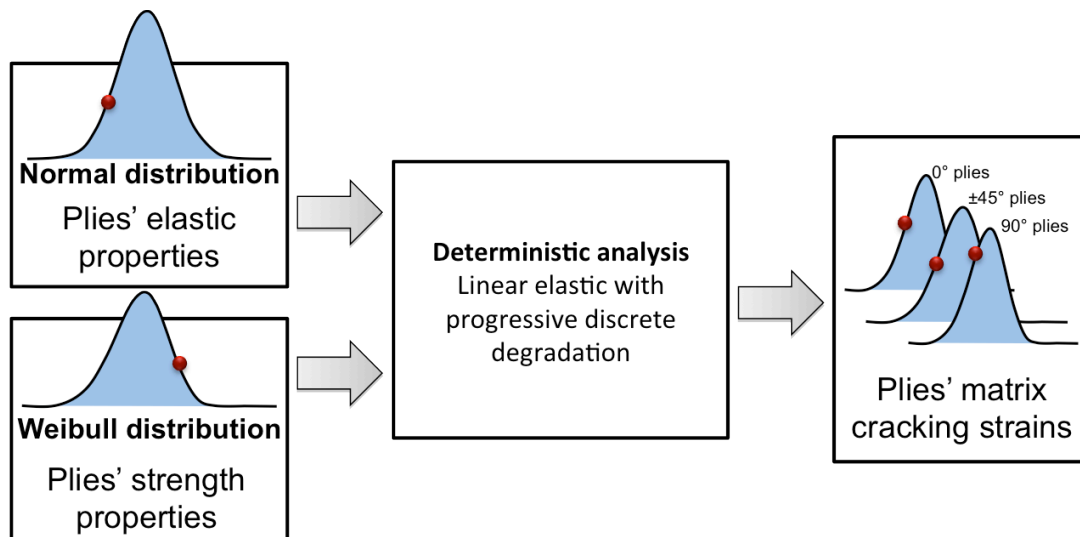 Normal distribution
Plies’ elastic
properties
Weibull distribution
Plies’ strength
properties
Deterministic analysis
Linear elastic with
progressive discrete
degradation
0° plies
±45° plies
90° plies
Plies’ matrix
cracking strains